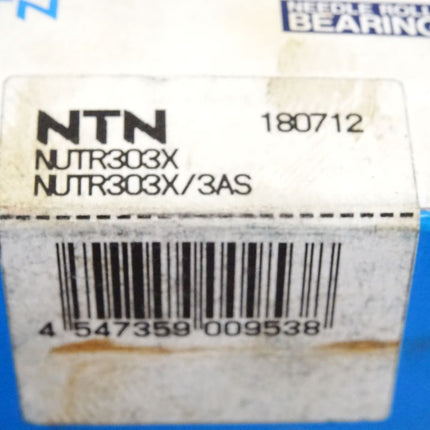 NEEDLE ROLL
BEARING
NTN 180712
NUTR303X
NUTR303X/3AS
4 547359 009538